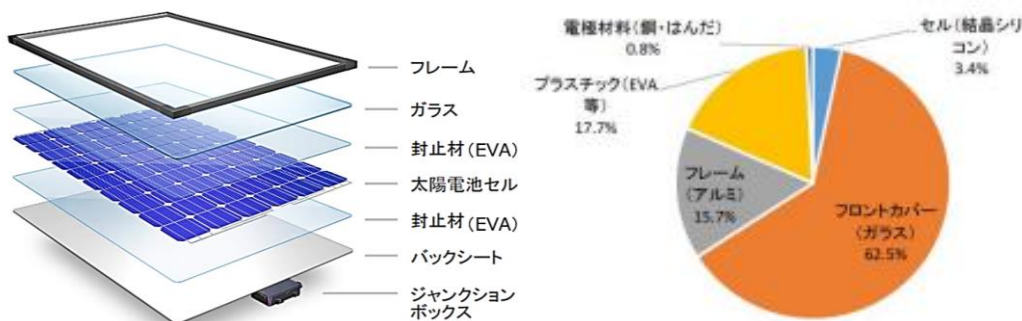 フレーム
ガラス
封止材(EVA)
太陽電池セル
封止材(EVA)
バックシート
ジャンクション
ボックス
電極材料(銅・はんだ)
0.8%
セル(結晶シリ
コン)
3.4%
プラスチック(EVA
等)
17.7%
フレーム
(アルミ)
15.7%
フロントカバー
(ガラス)
62.5%